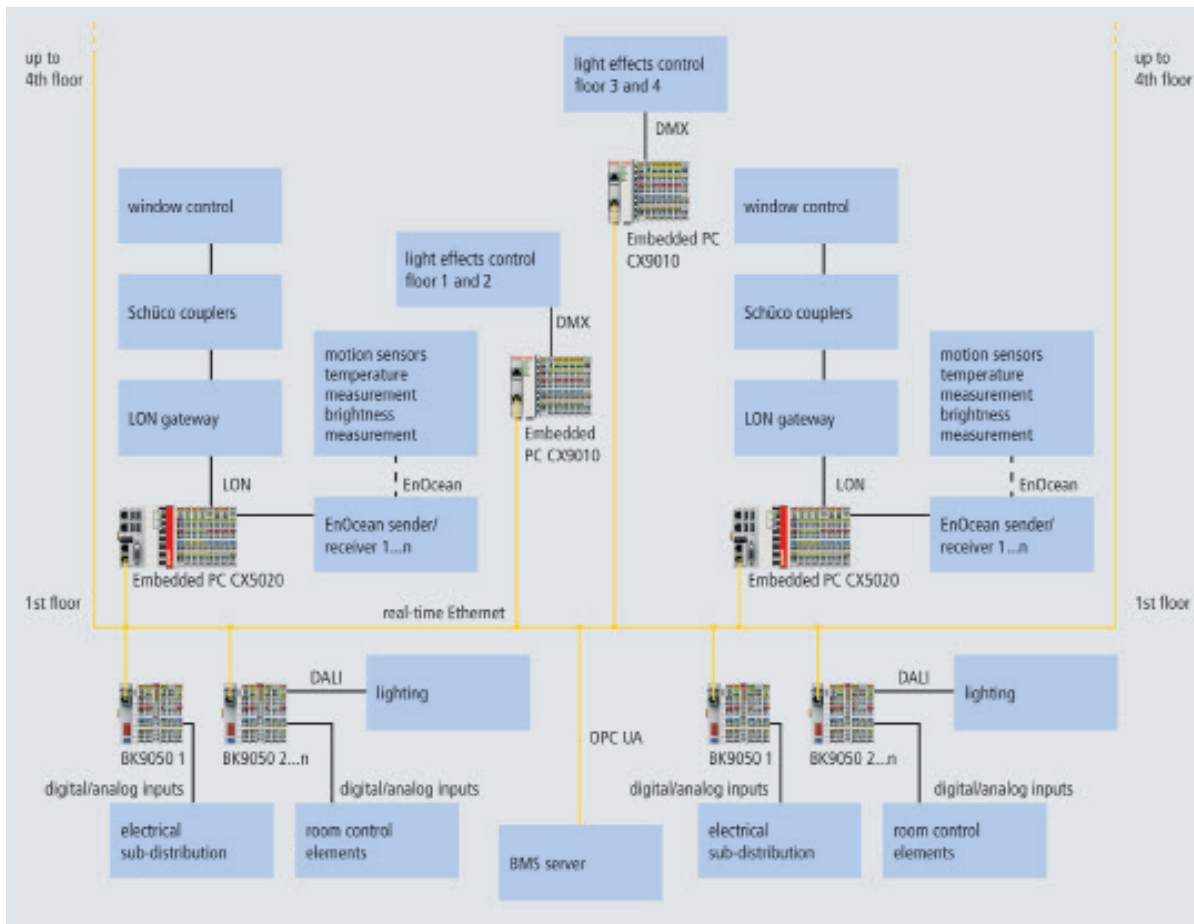 up to
4th floor
light effects control
floor 3 and 4
up to
4th floor
DMX
window control
Embedded PC
CX9010
window control
light effects control
floor 1 and 2
Schüco couplers
DMX
Schüco couplers
motion sensors
temperature
measurement
brightness
measurement
motion sensors
temperature
measurement
brightness
measurement
LON gateway
Embedded
PC CX9010
LON gateway
LON
EnOcean
LON
EnOcean
EnOcean sender/
receiver 1...n
EnOcean sender/
receiver 1...n
Embedded PC CX5020
Embedded PC CX5020
1st floor
real-time Ethernet
1st floor
DALI
lighting
DALI
lighting
OPC UA
BK9050 1
BK9050 2...n
BK9050 1
BK9050 2...n
digital/analog inputs
digital/analog inputs
digital/analog inputs
digital/analog inputs
electrical
sub-distribution
room control
elements
BMS server
electrical
sub-distribution
room control
elements